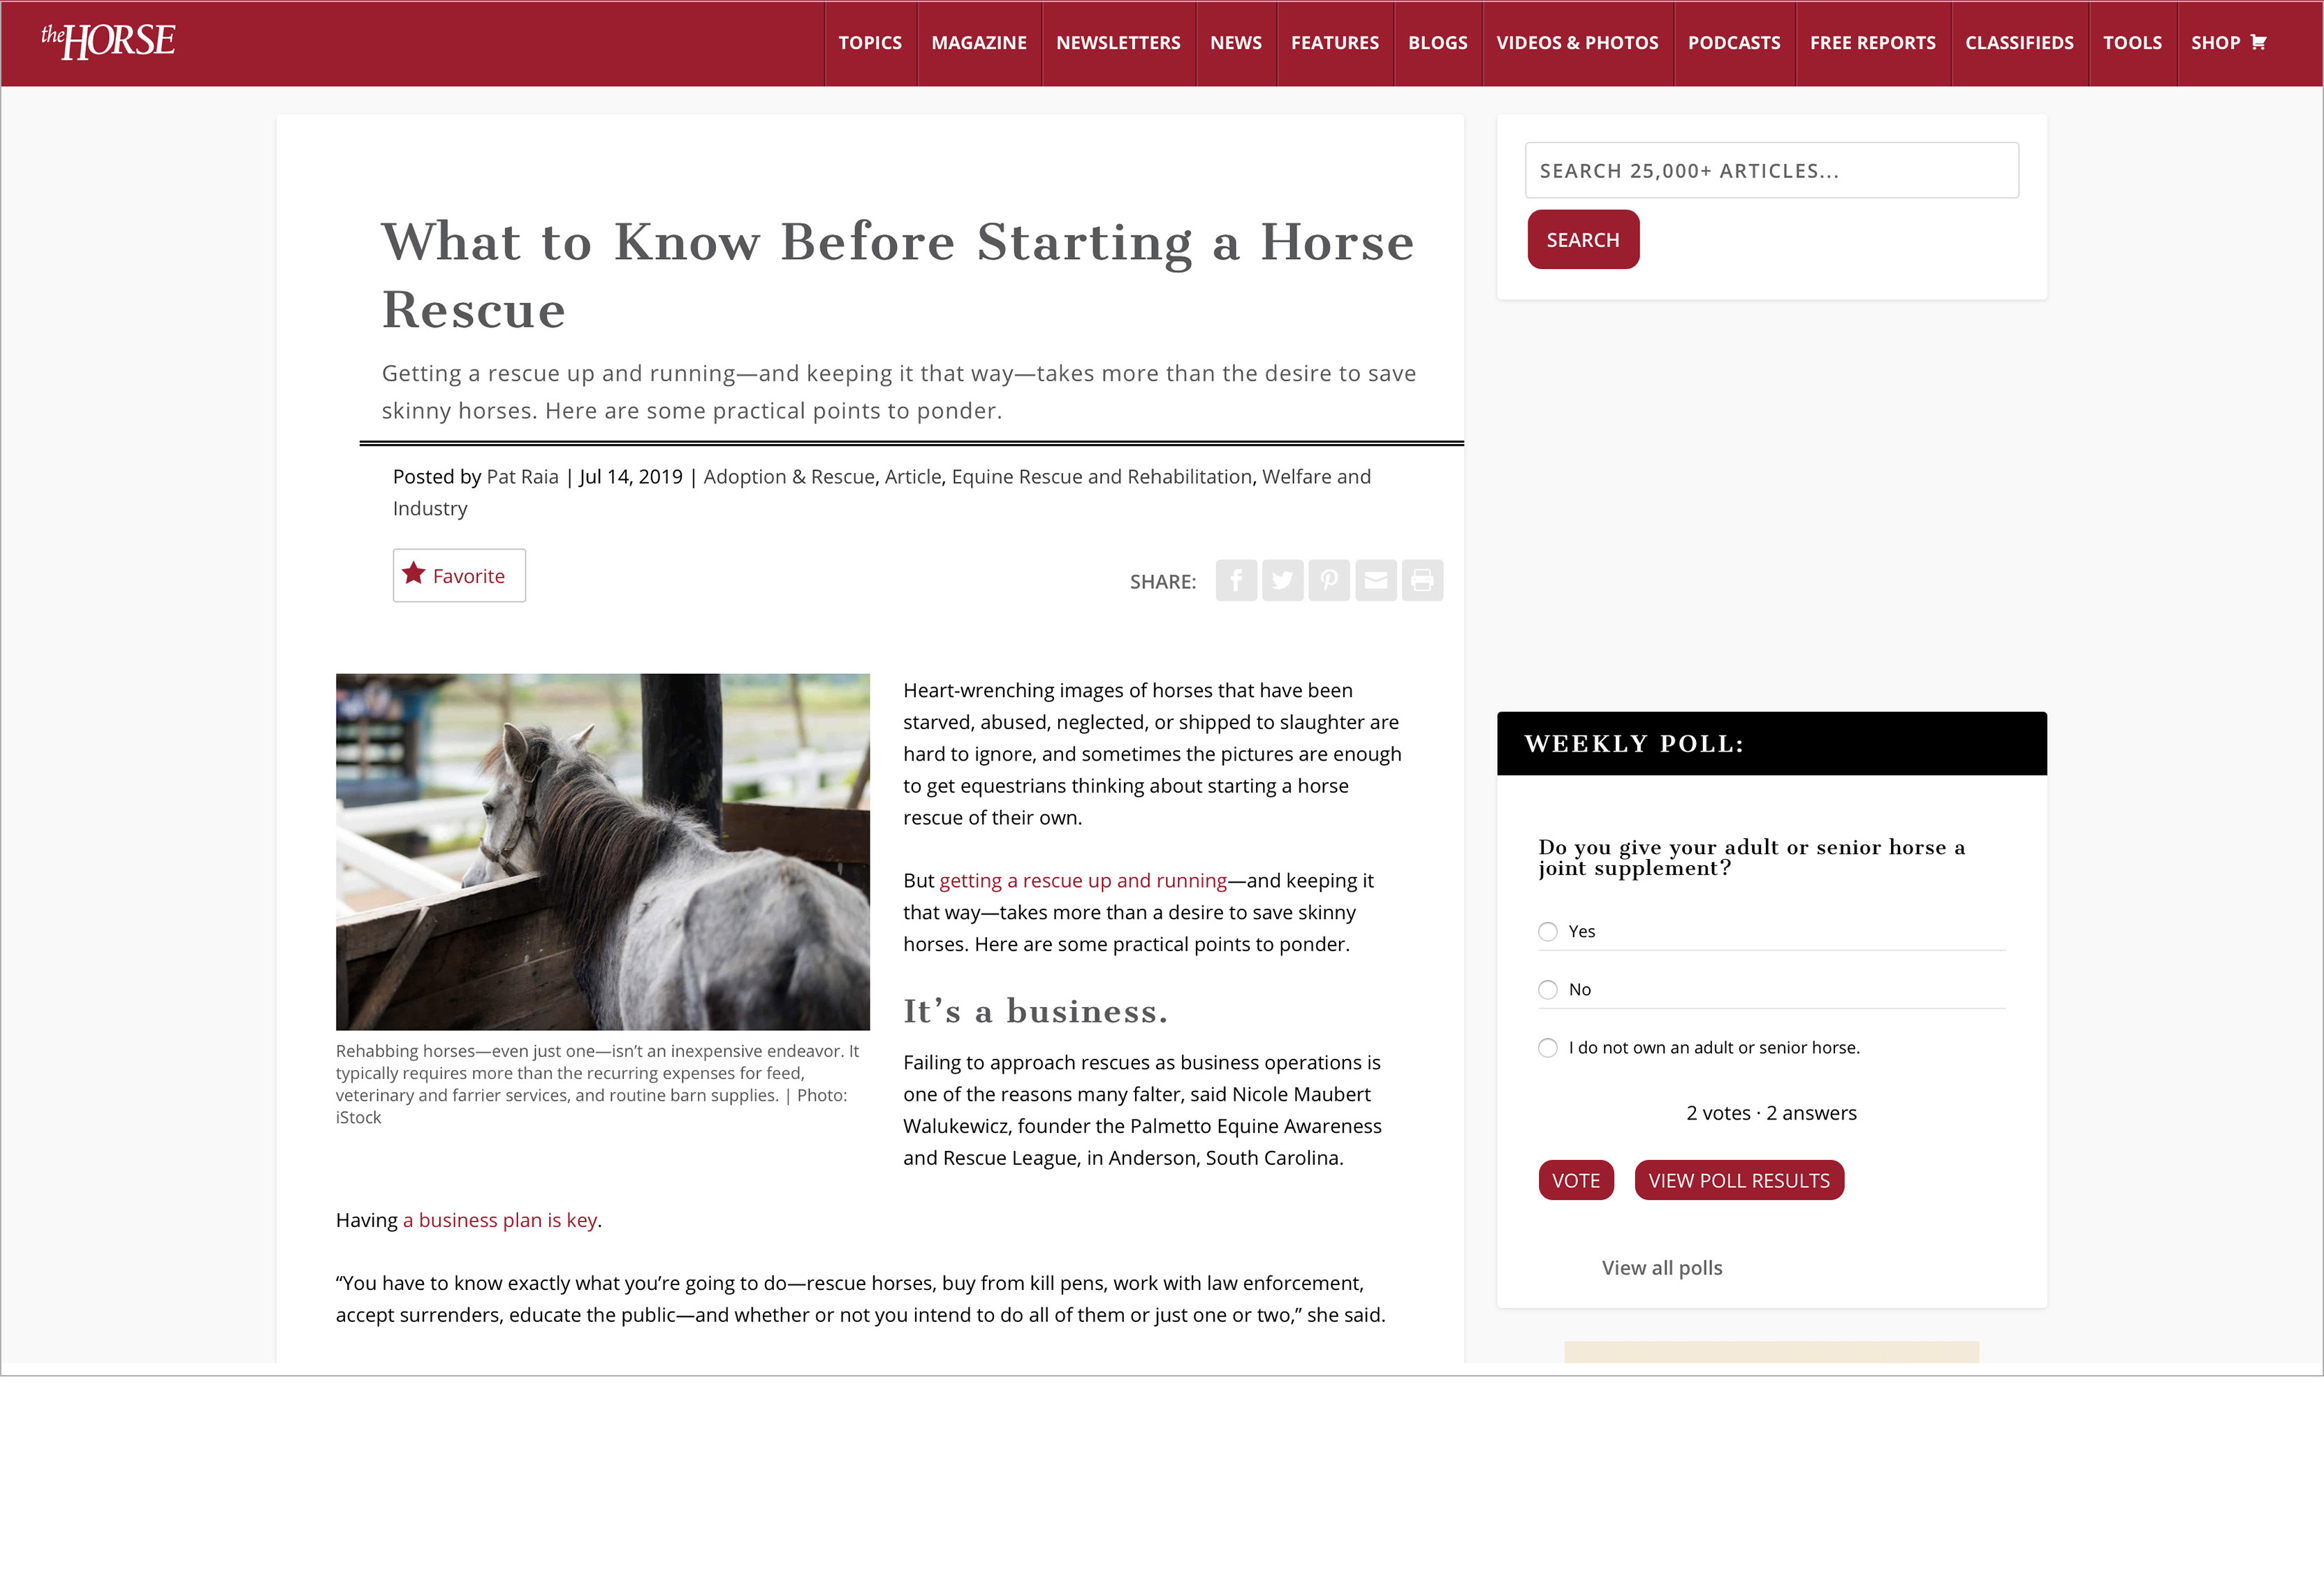 the HORSE
TOPICS
MAGAZINE
NEWSLETTERS
NEWS
FEATURES
BLOGS
VIDEOS & PHOTOS
PODCASTS
FREE REPORTS
CLASSIFIEDS
TOOLS
SHOP
What to Know Before Starting a Horse
Rescue
Getting a rescue up and running—and keeping it that way—takes more than the desire to save
skinny horses. Here are some practical points to ponder.
Posted by Pat Raia | Jul 14, 2019 | Adoption & Rescue, Article, Equine Rescue and Rehabilitation, Welfare and
Industry
Favorite
SHARE:
Rehabbing horses—even just one—isn’t an inexpensive endeavor. It
typically requires more than the recurring expenses for feed,
veterinary and farrier services, and routine barn supplies. | Photo:
iStock
Heart-wrenching images of horses that have been
starved, abused, neglected, or shipped to slaughter are
hard to ignore, and sometimes the pictures are enough
to get equestrians thinking about starting a horse
rescue of their own.
But getting a rescue up and running—and keeping it
that way—takes more than a desire to save skinny
horses. Here are some practical points to ponder.
It’s a business.
Failing to approach rescues as business operations is
one of the reasons many falter, said Nicole Maubert
Walukewicz, founder the Palmetto Equine Awareness
and Rescue League, in Anderson, South Carolina.
Having a business plan is key.
“You have to know exactly what you’re going to do—rescue horses, buy from kill pens, work with law enforcement,
accept surrenders, educate the public—and whether or not you intend to do all of them or just one or two,” she said.
SEARCH 25,000+ ARTICLES...
SEARCH
WEEKLY POLL:
Do you give your adult or senior horse a
joint supplement?
Yes
No
I do not own an adult or senior horse.
2 votes · 2 answers
VOTE
VIEW POLL RESULTS
View all polls